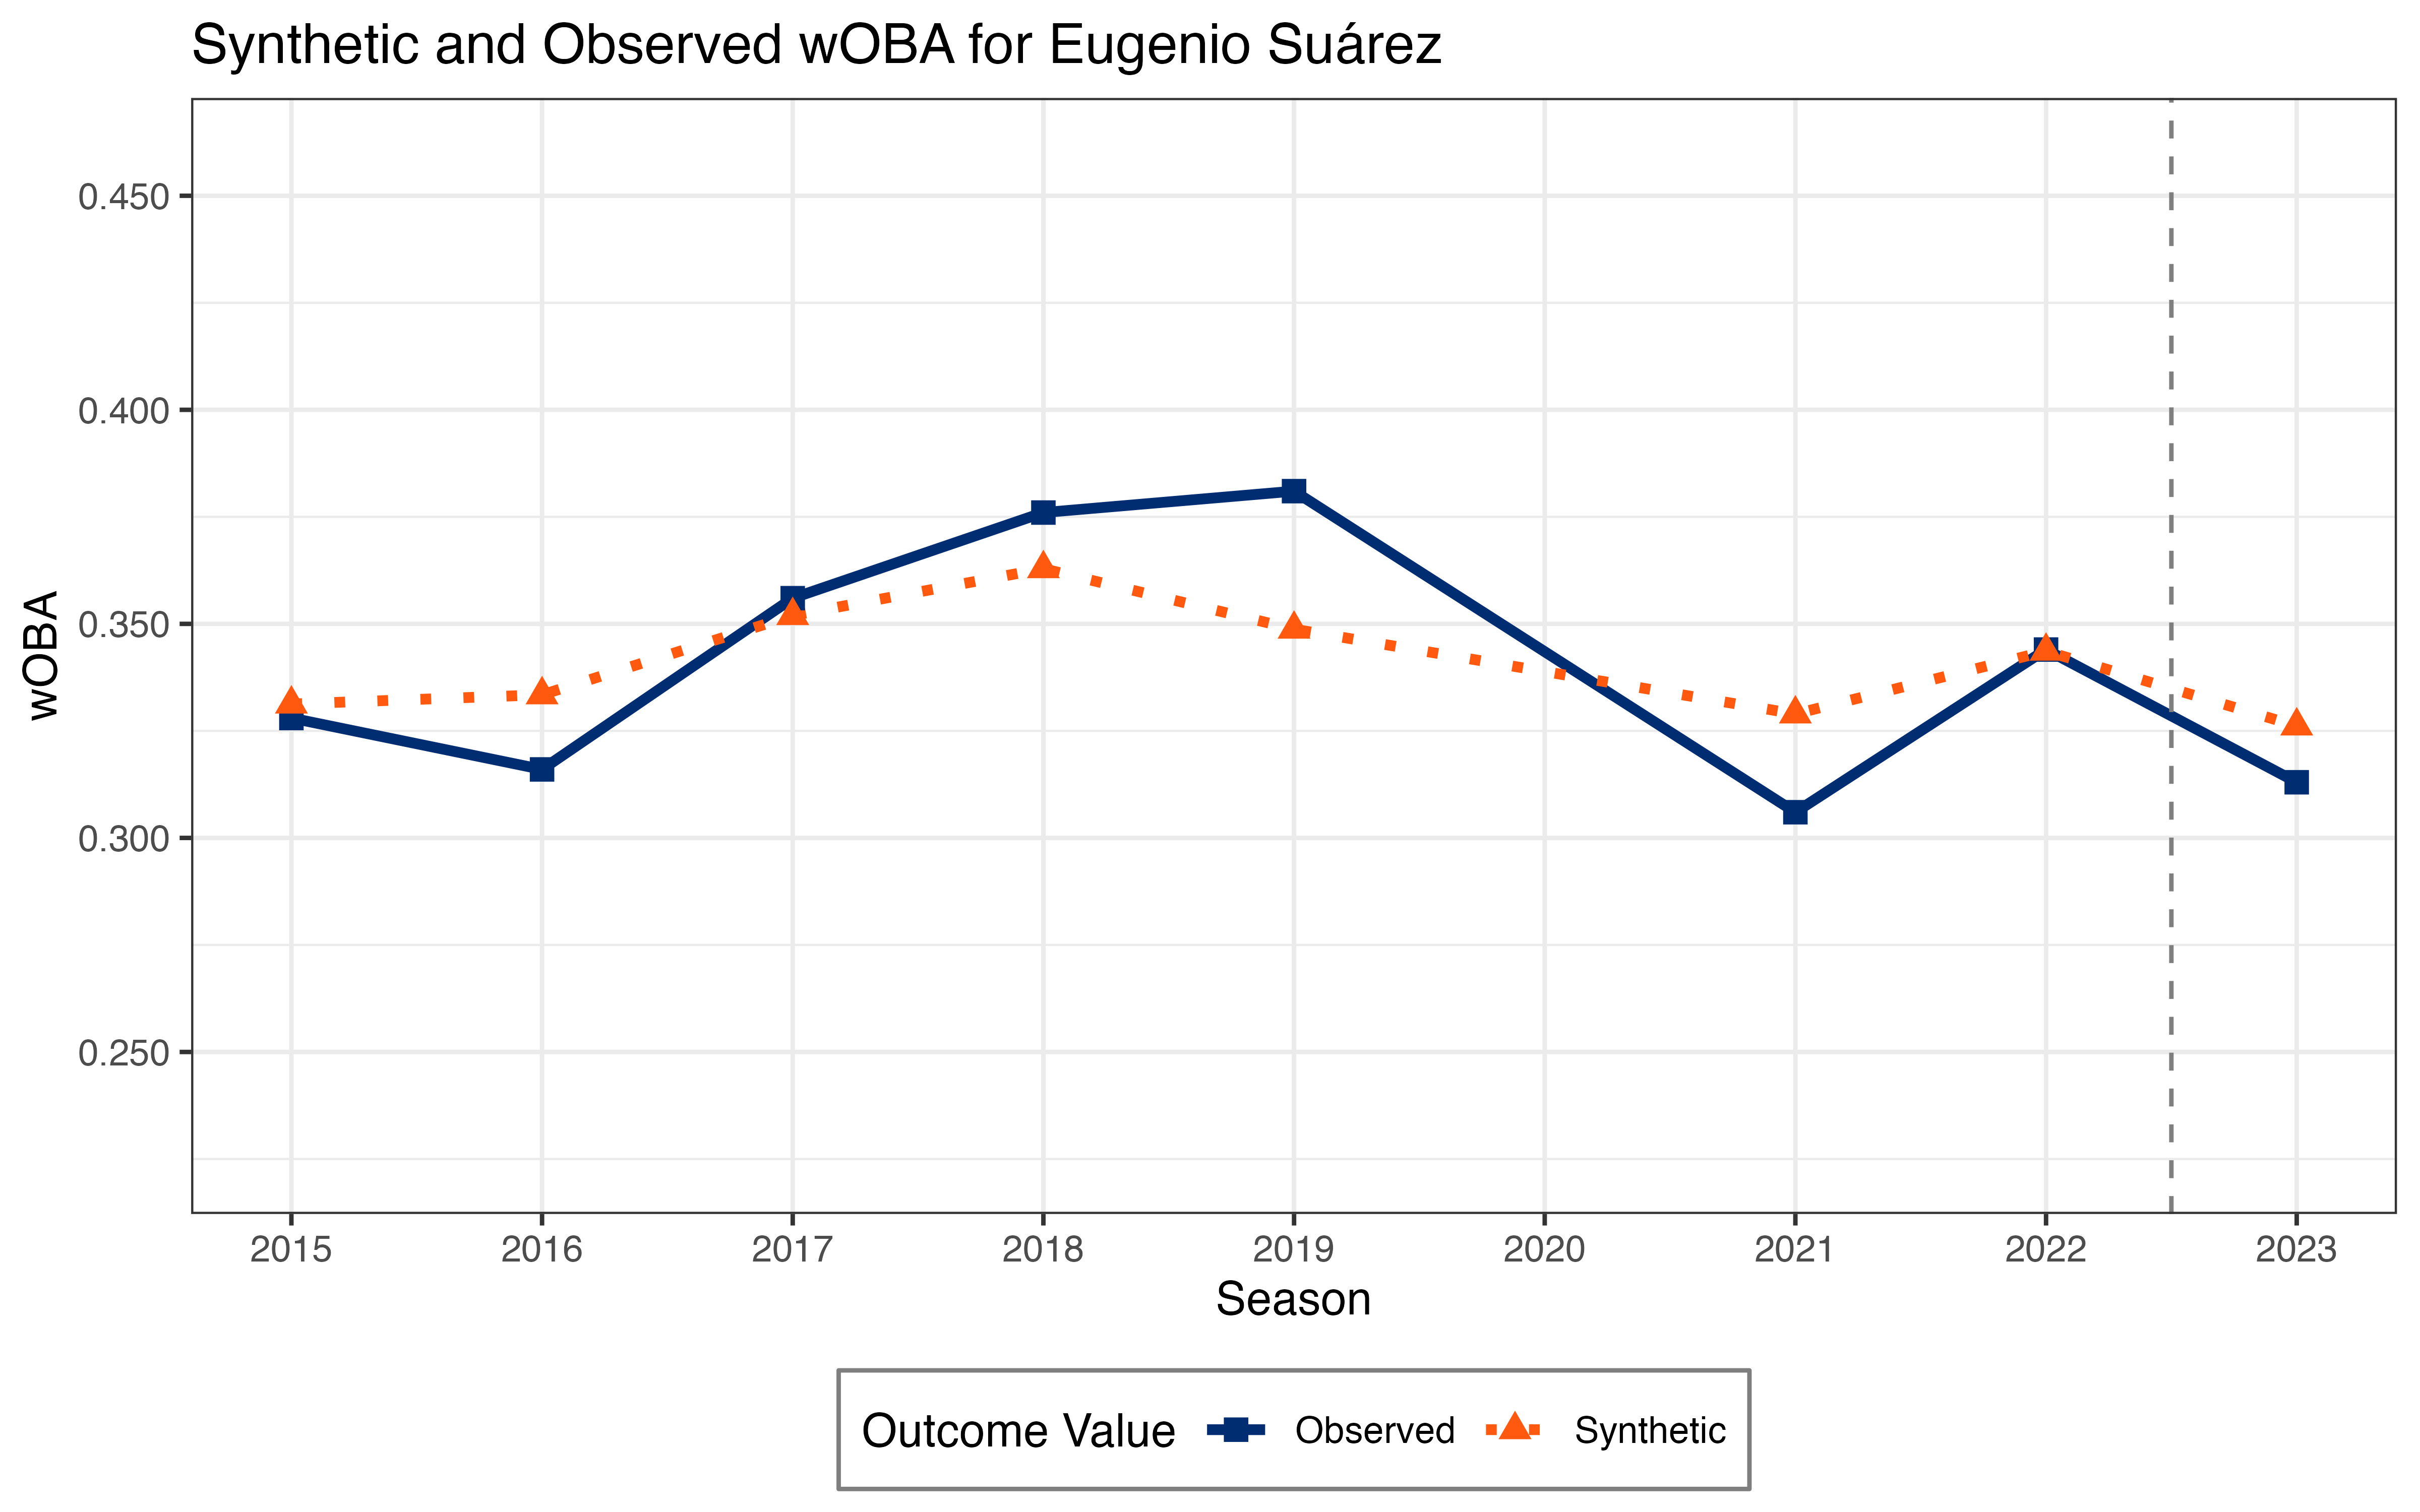 Synthetic and Observed wOBA for Eugenio Suárez
wOBA
0.450
0.400
0.350
0.300
0.250
2015 2016 2017 2018 2019 2020 2021 2022 2023
Season
Outcome Value Observed Synthetic